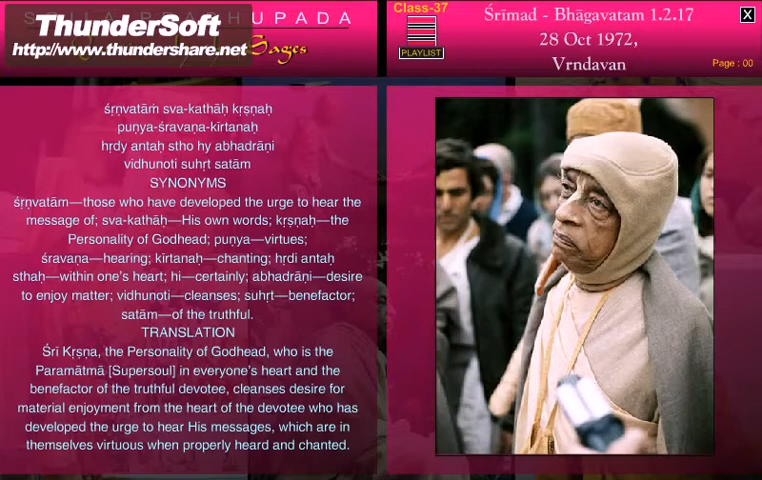 S PRABHUPADA
ThunderSoft
http://www.thundershare.net
Sages
Class-37
PLAYLIST
Śrīmad - Bhāgavatam 1.2.17
28 Oct 1972,
Vrndavan
X
Page : 00
śṛṇvatāṁ sva-kathāḥ kṛṣṇaḥ
puṇya-śravaṇa-kīrtanaḥ
hṛdy antaḥ stho hy abhadrāṇi
vidhunoti suhṛt satām
SYNONYMS
śṛṇvatām—those who have developed the urge to hear the
message of; sva-kathāḥ—His own words; kṛṣṇaḥ—the
Personality of Godhead; puṇya—virtues;
śravaṇa—hearing; kīrtanaḥ—chanting; hṛdi antaḥ
sthaḥ—within one's heart; hi—certainly; abhadrāṇi—desire
to enjoy matter; vidhunoti—cleanses; suhṛt—benefactor;
satām—of the truthful.
TRANSLATION
Śrī Kṛṣṇa, the Personality of Godhead, who is the
Paramātmā [Supersoul] in everyone's heart and the
benefactor of the truthful devotee, cleanses desire for
material enjoyment from the heart of the devotee who has
developed the urge to hear His messages, which are in
themselves virtuous when properly heard and chanted.